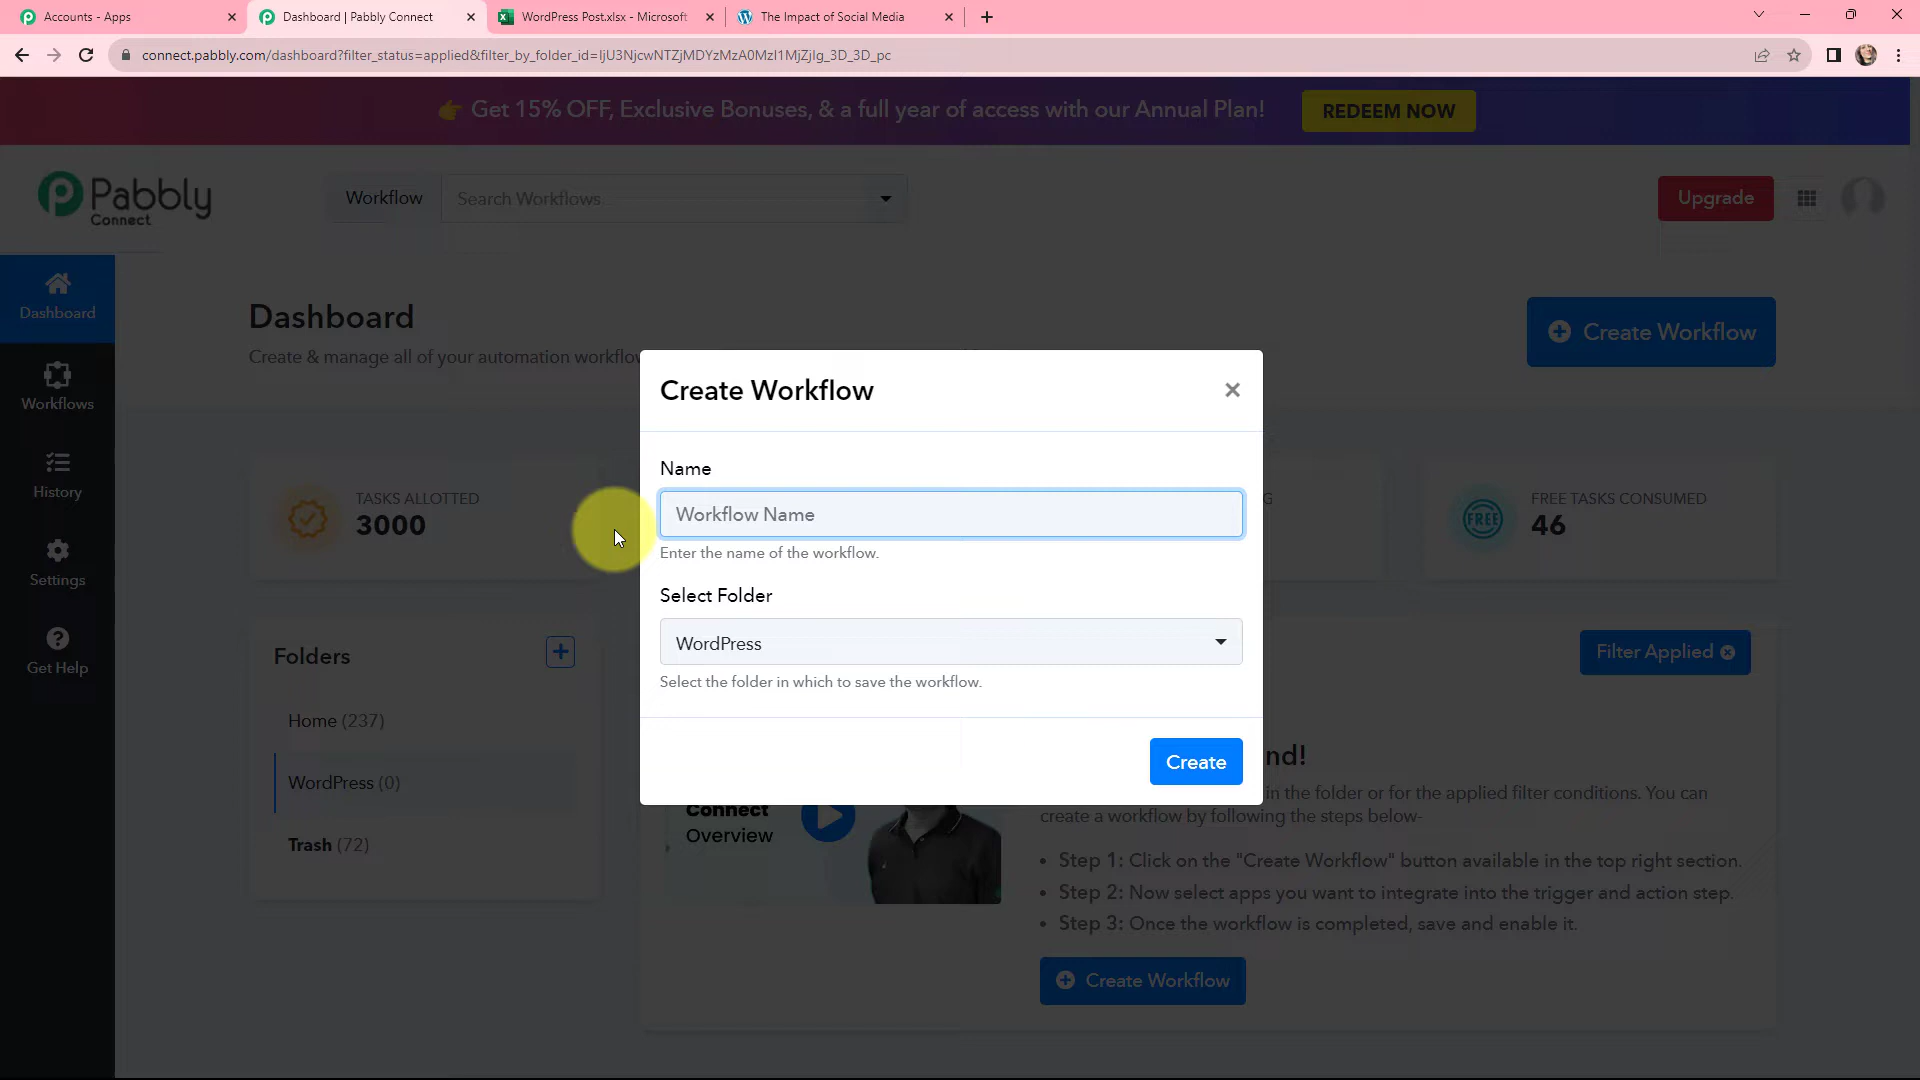 Accounts - Apps
Dashboard | Pabbly Connect
WordPress Post.xlsx - Microsoft
The Impact of Social Media
connect.pabbly.com/dashboard?filter_status=applied&filter_by_folder_id=IjU3NjcwNTZjMDYzMzA0MzI1MjZjIg_3D_3D_pc
Get 15% OFF, Exclusive Bonuses, & a full year of access with our Annual Plan!
REDEEM NOW
Pabbly
Connect
Workflow
Search Workflows..
Upgrade
Dashboard
Workflows
History
Settings
Get Help
Dashboard
Create & manage all of your automation workflo
Create Workflow
TASKS ALLOTTED
3000
G
FREE TASKS CONSUMED
FREE
46
Create Workflow
×
Name
Workflow Name
Enter the name of the workflow.
Select Folder
WordPress
Select the folder in which to save the workflow.
Create
Folders
Home (237)
WordPress (0)
Trash (72)
Filter Applied
Connect
Overview
nd!
in the folder or for the applied filter conditions. You can
create a workflow by following the steps below-
• Step 1: Click on the "Create Workflow" button available in the top right section.
• Step 2: Now select apps you want to integrate into the trigger and action step.
• Step 3: Once the workflow is completed, save and enable it.
Create Workflow